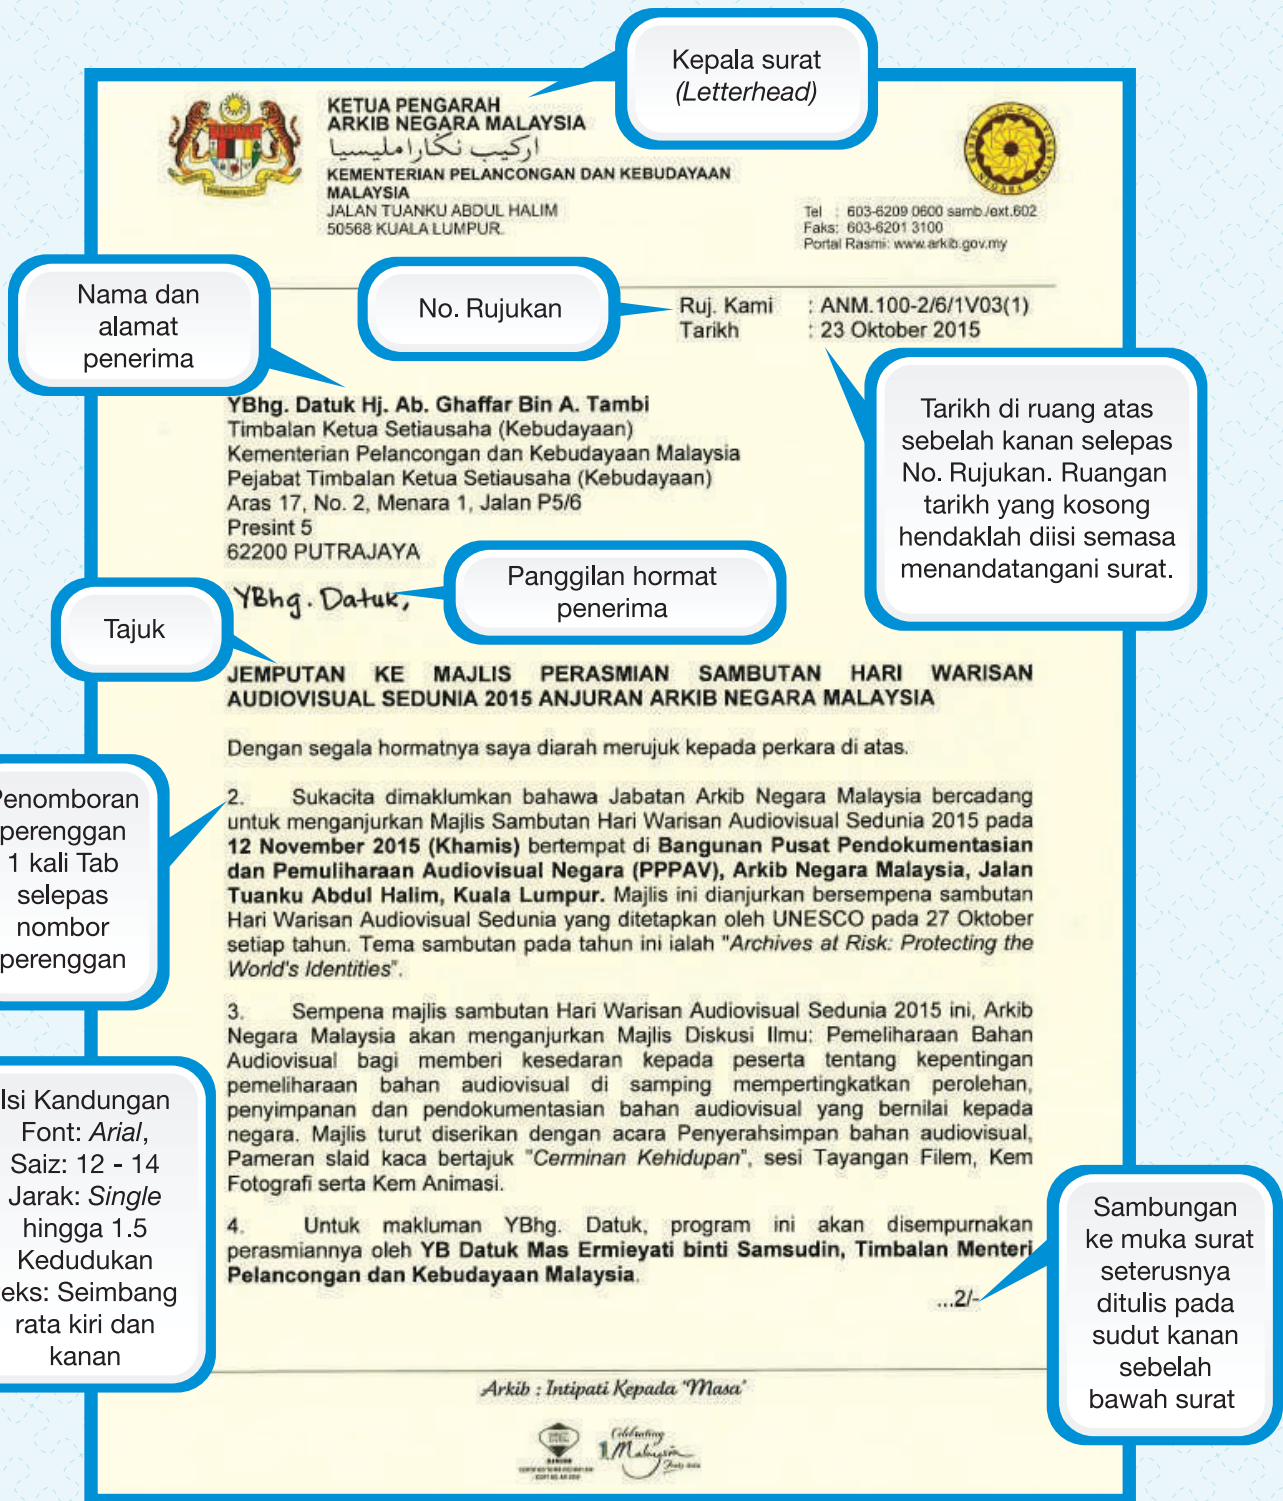 Kepala surat
(Letterhead)
KETUA PENGARAH
ARKIB NEGARA MALAYSIA
اركيب نݢارا مليسيا
KEMENTERIAN PELANCONGAN DAN KEBUDAYAAN
MALAYSIA
JALAN TUANKU ABDUL HALIM
50568 KUALA LUMPUR.
Tel : 603-6209 0600 samb./ext.602
Faks: 603-6201 3100
Portal Rasmi: www.arkib.gov.my
Nama dan
alamat
penerima
No. Rujukan
Ruj. Kami : ANM.100-2/6/1V03(1)
Tarikh : 23 Oktober 2015
Tarikh di ruang atas
sebelah kanan selepas
No. Rujukan. Ruangan
tarikh yang kosong
hendaklah diisi semasa
menandatangani surat.
YBhg. Datuk Hj. Ab. Ghaffar Bin A. Tambi
Timbalan Ketua Setiausaha (Kebudayaan)
Kementerian Pelancongan dan Kebudayaan Malaysia
Pejabat Timbalan Ketua Setiausaha (Kebudayaan)
Aras 17, No. 2, Menara 1, Jalan P5/6
Presint 5
62200 PUTRAJAYA
YBhg. Datuk,
Panggilan hormat
penerima
Tajuk
JEMPUTAN KE MAJLIS PERASMIAN SAMBUTAN HARI WARISAN
AUDIOVISUAL SEDUNIA 2015 ANJURAN ARKIB NEGARA MALAYSIA
Dengan segala hormatnya saya diarah merujuk kepada perkara di atas.
Penomboran
perenggan
1 kali Tab
selepas
nombor
perenggan
2. Sukacita dimaklumkan bahawa Jabatan Arkib Negara Malaysia bercadang
untuk menganjurkan Majlis Sambutan Hari Warisan Audiovisual Sedunia 2015 pada
12 November 2015 (Khamis) bertempat di Bangunan Pusat Pendokumentasian
dan Pemuliharaan Audiovisual Negara (PPPAV), Arkib Negara Malaysia, Jalan
Tuanku Abdul Halim, Kuala Lumpur. Majlis ini dianjurkan bersempena sambutan
Hari Warisan Audiovisual Sedunia yang ditetapkan oleh UNESCO pada 27 Oktober
setiap tahun. Tema sambutan pada tahun ini ialah "Archives at Risk: Protecting the
World's Identities".
3. Sempena majlis sambutan Hari Warisan Audiovisual Sedunia 2015 ini, Arkib
Negara Malaysia akan menganjurkan Majlis Diskusi Ilmu: Pemeliharaan Bahan
Audiovisual bagi memberi kesedaran kepada peserta tentang kepentingan
pemeliharaan bahan audiovisual di samping mempertingkatkan perolehan,
penyimpanan dan pendokumentasian bahan audiovisual yang bernilai kepada
negara. Majlis turut diserikan dengan acara Penyerahsimpan bahan audiovisual,
Pameran slaid kaca bertajuk "Cerminan Kehidupan", sesi Tayangan Filem, Kem
Fotografi serta Kem Animasi.
Isi Kandungan
Font: Arial,
Saiz: 12 - 14
Jarak: Single
hingga 1.5
Kedudukan
eks: Seimbang
rata kiri dan
kanan
4. Untuk makluman YBhg. Datuk, program ini akan disempurnakan
perasmiannya oleh YB Datuk Mas Ermieyati binti Samsudin, Timbalan Menteri
Pelancongan dan Kebudayaan Malaysia.
...2/-
Sambungan
ke muka surat
seterusnya
ditulis pada
sudut kanan
sebelah
bawah surat
Arkib : Intipati Kepada "Masa"
Celebrating
1Malaysia